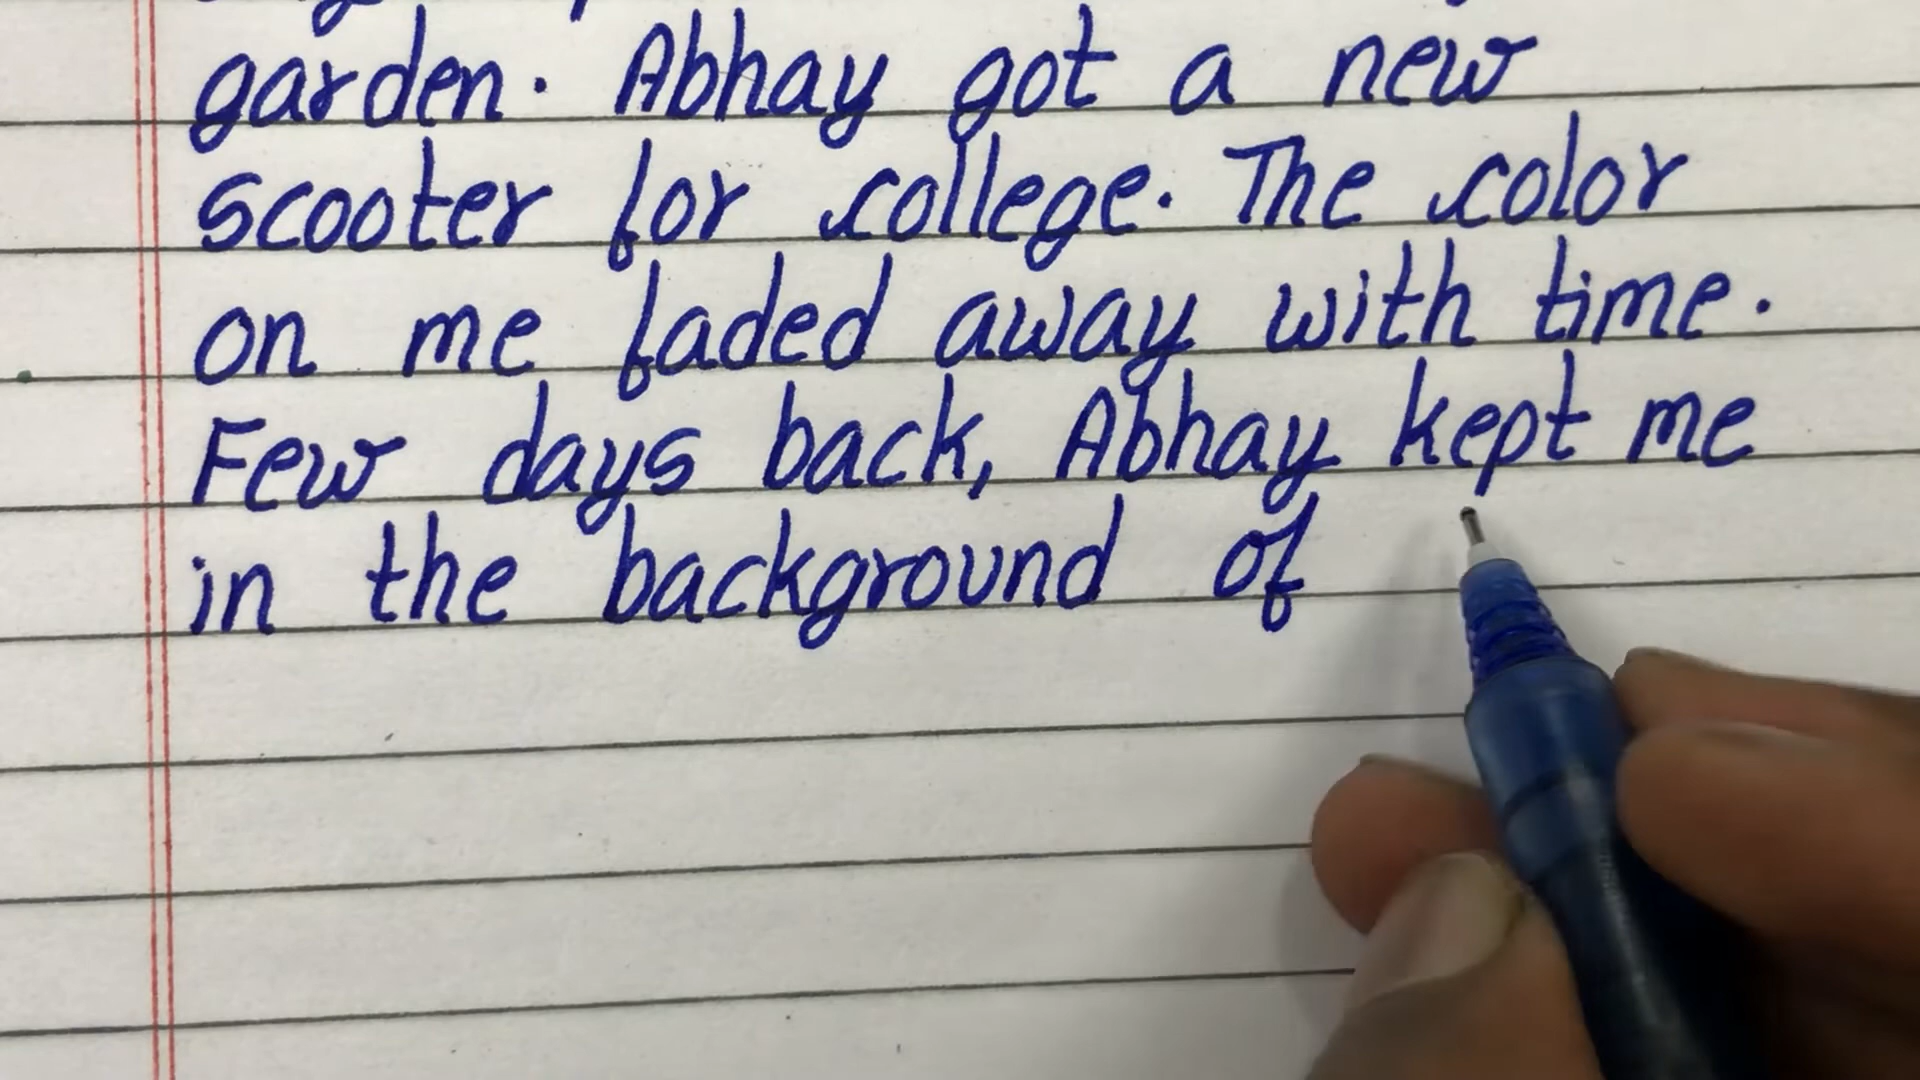 garden. Abhay got a new
scooter for college. The color
on me faded away with time.
Few days back, Abhay kept me
in the background of